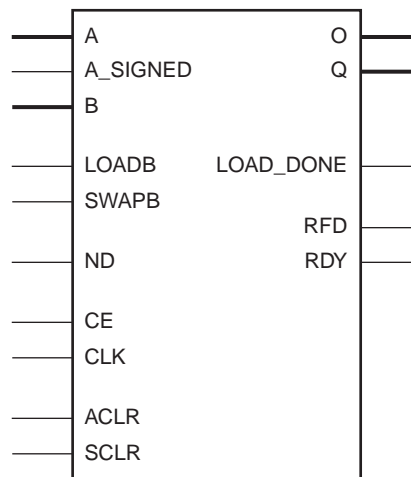 A O
A_SIGNED Q
B
LOADB LOAD_DONE
SWAPB
RFD
ND RDY
CE
CLK
ACLR
SCLR